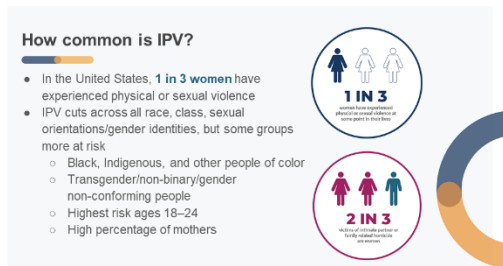 How common is IPV?
● In the United States, 1 in 3 women have
experienced physical or sexual violence
● IPV cuts across all race, class, sexual
orientations/gender identities, but some groups
more at risk
○ Black, Indigenous, and other people of color
○ Transgender/non-binary/gender
non-conforming people
○ Highest risk ages 18–24
○ High percentage of mothers
1 IN 3
women have experienced
physical or sexual violence at
some point in their lives
2 IN 3
victims of intimate partner or
family related homicide
are women